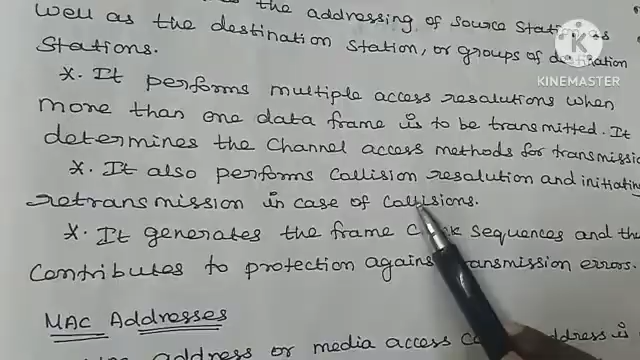 the addressing of source station as
well as the destination station, or groups of destination
stations.
KINEMASTER
*. It performs multiple access resolutions when
more than one data frame is to be transmitted. It
determines the channel access methods for transmissio
*. It also performs collision resolution and initiating
retransmission in case of collisions.
*. It generates the frame sequences and thu
contributes to protection against transmission errors.
MAC Addresses
address or media access address is